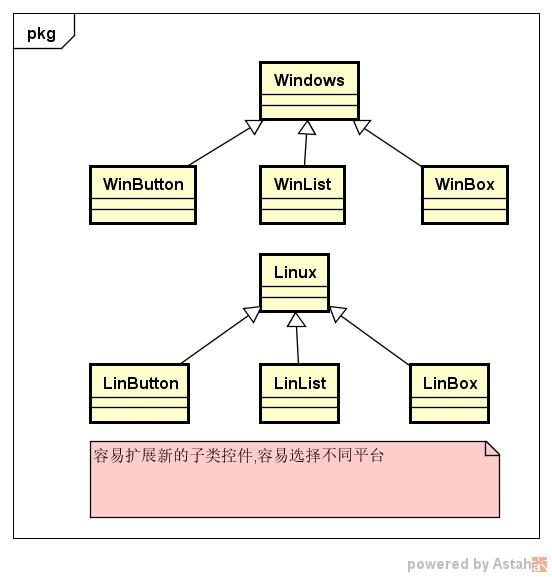 pkg
Windows
WinButton WinList WinBox
Linux
LinButton LinList LinBox
容易扩展新的子类控件,容易选择不同平台
powered by Astah